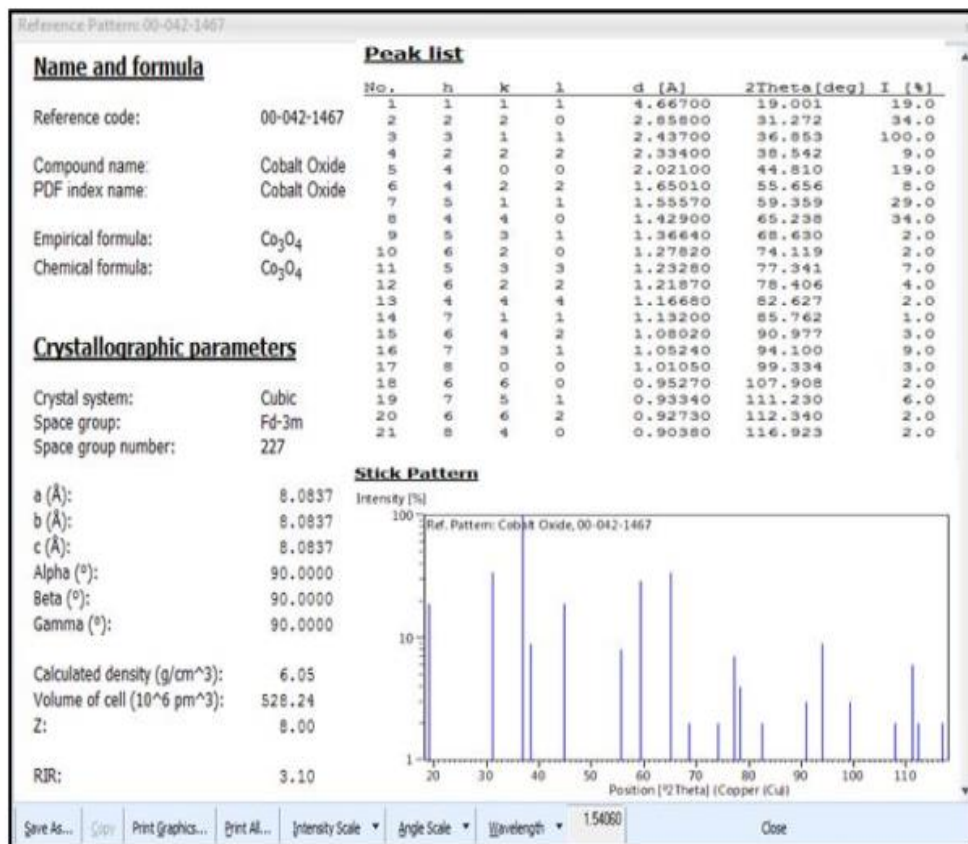 Reference Pattern: 00-042-1467
Name and formula
Reference code: 00-042-1467
Compound name: Cobalt Oxide
PDF index name: Cobalt Oxide
Empirical formula: Co3O4
Chemical formula: Co3O4
Crystallographic parameters
Crystal system: Cubic
Space group: Fd-3m
Space group number: 227
a (Å): 8.0837
b (Å): 8.0837
c (Å): 8.0837
Alpha (°): 90.0000
Beta (°): 90.0000
Gamma (°): 90.0000
Calculated density (g/cm^3): 6.05
Volume of cell (10^6 pm^3): 528.24
Z: 8.00
RIR: 3.10
Peak list
No. h k l d [A] 2Theta[deg] I [%]
1 1 1 1 4.66700 19.001 19.0
2 2 2 0 2.85800 31.272 34.0
3 3 1 1 2.43700 36.853 100.0
4 2 2 2 2.33400 38.542 9.0
5 4 0 0 2.02100 44.810 19.0
6 4 2 2 1.65010 55.656 8.0
7 5 1 1 1.55570 59.359 29.0
8 4 4 0 1.42900 65.238 34.0
9 5 3 1 1.36640 68.630 2.0
10 6 2 0 1.27820 74.119 2.0
11 5 3 3 1.23280 77.341 7.0
12 6 2 2 1.21870 78.406 4.0
13 4 4 4 1.16680 82.627 2.0
14 7 1 1 1.13200 85.762 1.0
15 6 4 2 1.08020 90.977 3.0
16 7 3 1 1.05240 94.100 9.0
17 8 0 0 1.01050 99.334 3.0
18 6 6 0 0.95270 107.908 2.0
19 7 5 1 0.93340 111.230 6.0
20 6 6 2 0.92730 112.340 2.0
21 8 4 0 0.90380 116.923 2.0
Stick Pattern
Intensity [%]
100
Ref. Pattern: Cobalt Oxide, 00-042-1467
10
1
20 30 40 50 60 70 80 90 100 110
Position [°2Theta] (Copper (Cu))
Save As... Copy Print Graphics... Print All... Intensity Scale Angle Scale Wavelength 1.54060 Close